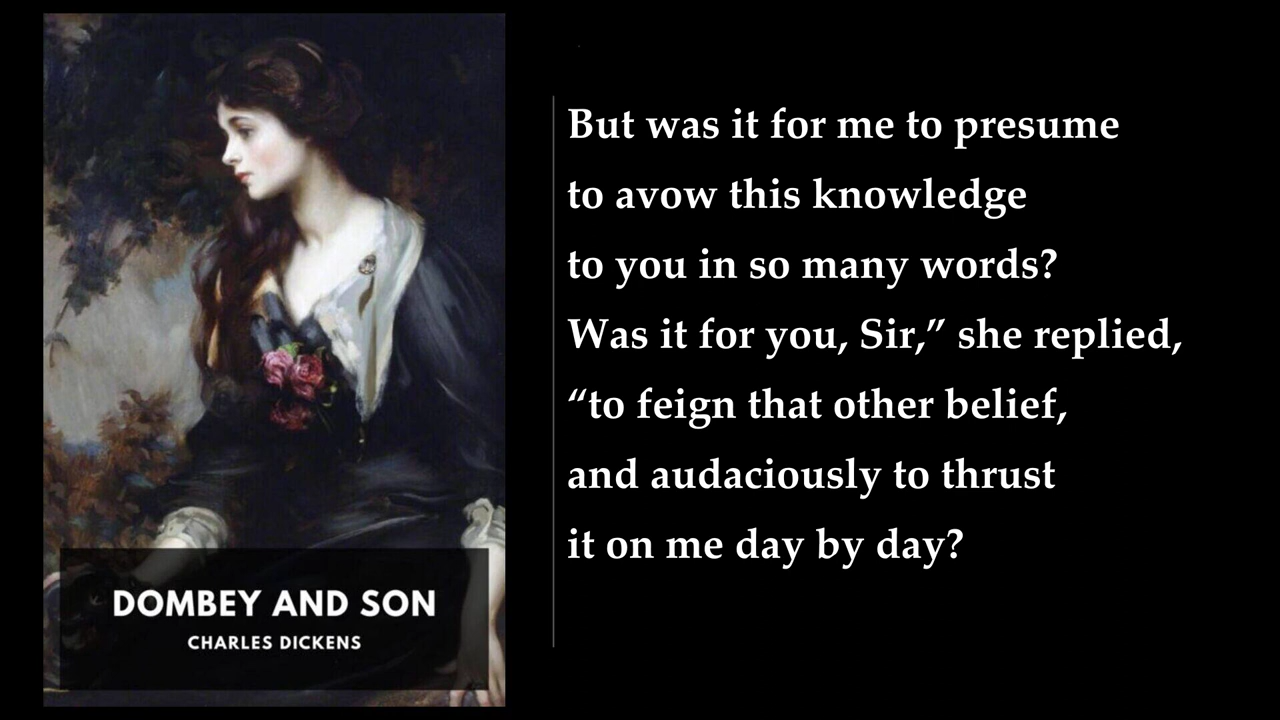 DOMBEY AND SON
CHARLES DICKENS
But was it for me to presume
to avow this knowledge
to you in so many words?
Was it for you, Sir,” she replied,
“to feign that other belief,
and audaciously to thrust
it on me day by day?